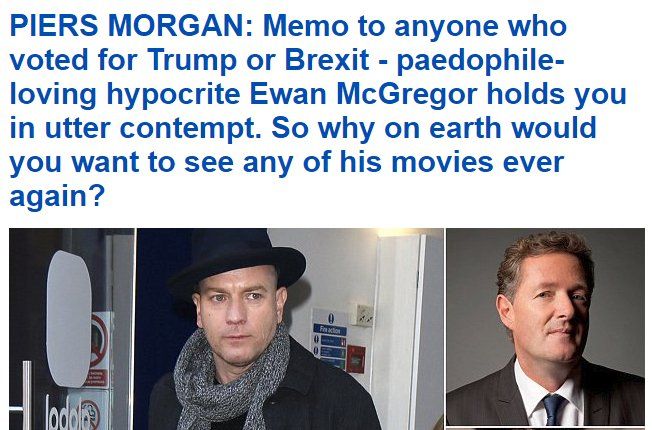 PIERS MORGAN: Memo to anyone who
voted for Trump or Brexit - paedophile-
loving hypocrite Ewan McGregor holds you
in utter contempt. So why on earth would
you want to see any of his movies ever
again?
Fire action